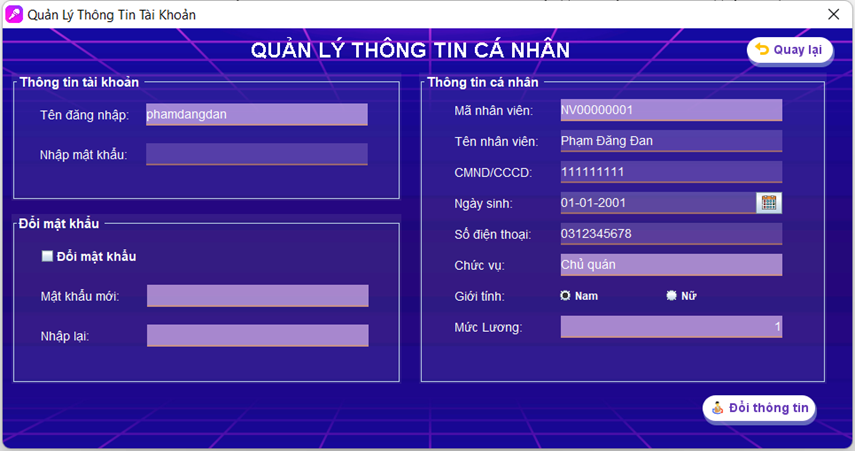 Quản Lý Thông Tin Tài Khoản
QUẢN LÝ THÔNG TIN CÁ NHÂN
Quay lại
Thông tin tài khoản
Tên đăng nhập: phamdangdan
Nhập mật khẩu:
Đổi mật khẩu
Đổi mật khẩu
Mật khẩu mới:
Nhập lại:
Thông tin cá nhân
Mã nhân viên: NV00000001
Tên nhân viên: Phạm Đăng Đan
CMND/CCCD: 111111111
Ngày sinh: 01-01-2001
Số điện thoại: 0312345678
Chức vụ: Chủ quán
Giới tính: Nam Nữ
Mức Lương: 1
Đổi thông tin